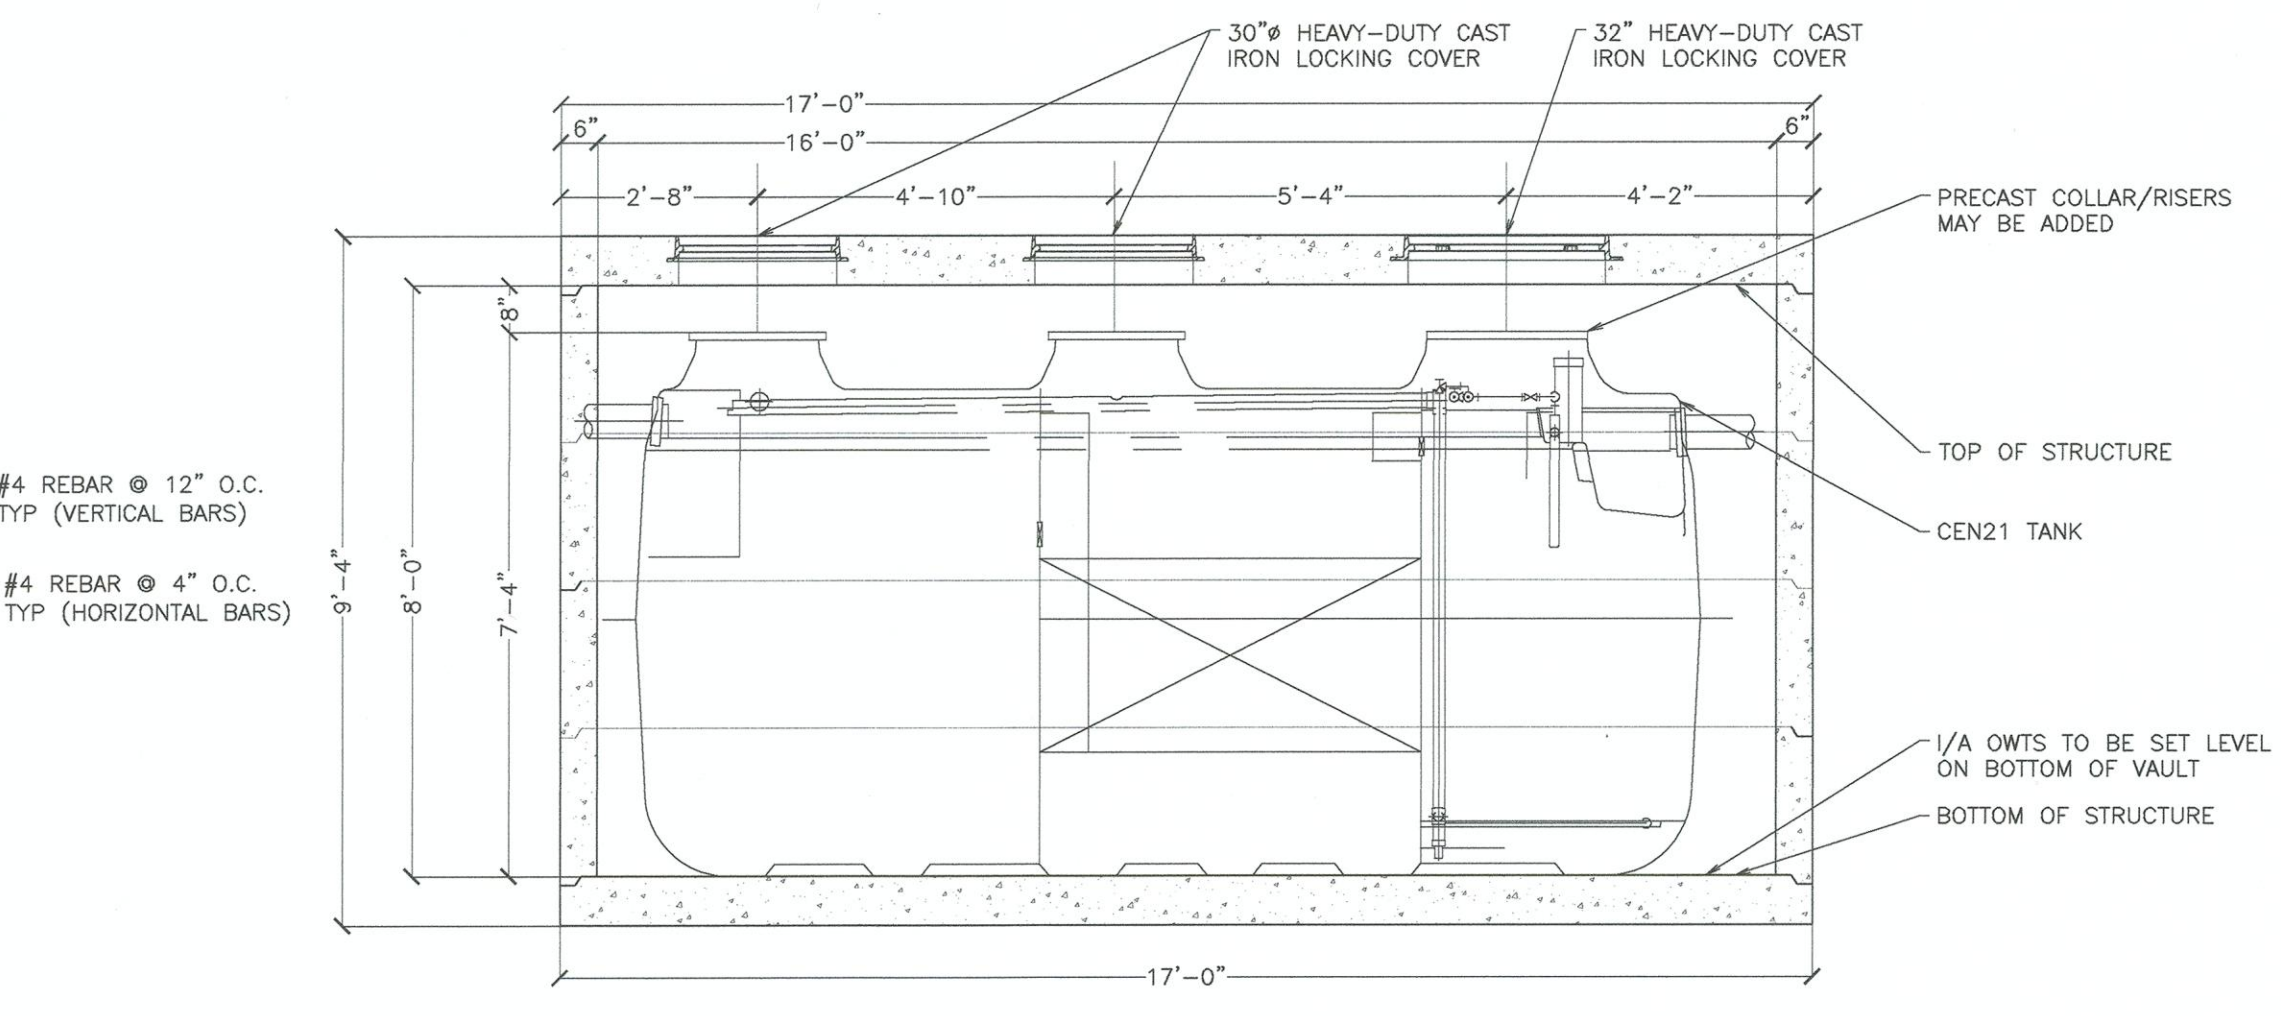 30"ø HEAVY-DUTY CAST
IRON LOCKING COVER
32" HEAVY-DUTY CAST
IRON LOCKING COVER
17'-0"
6"
16'-0"
6"
2'-8"
4'-10"
5'-4"
4'-2"
PRECAST COLLAR/RISERS
MAY BE ADDED
8"
TOP OF STRUCTURE
#4 REBAR @ 12" O.C.
TYP (VERTICAL BARS)
CEN21 TANK
#4 REBAR @ 4" O.C.
TYP (HORIZONTAL BARS)
9'-4"
8'-0"
7'-4"
I/A OWTS TO BE SET LEVEL
ON BOTTOM OF VAULT
BOTTOM OF STRUCTURE
17'-0"